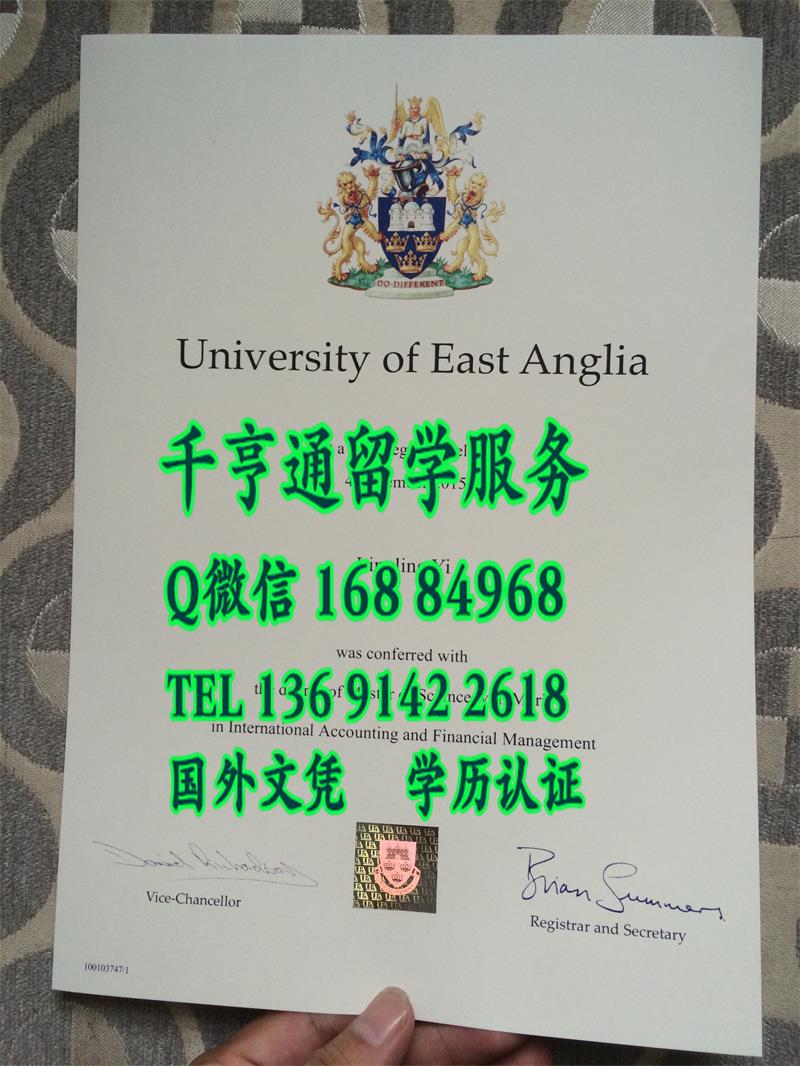 DO·DIFFERENT
University of East Anglia
千亨通留学服务
Q微信 168 84968
was conferred with
TEL 136 9142 2618
in International Accounting and Financial Management
国外文凭 学历认证
Vice-Chancellor
Brian Summers
Registrar and Secretary
100103747/1